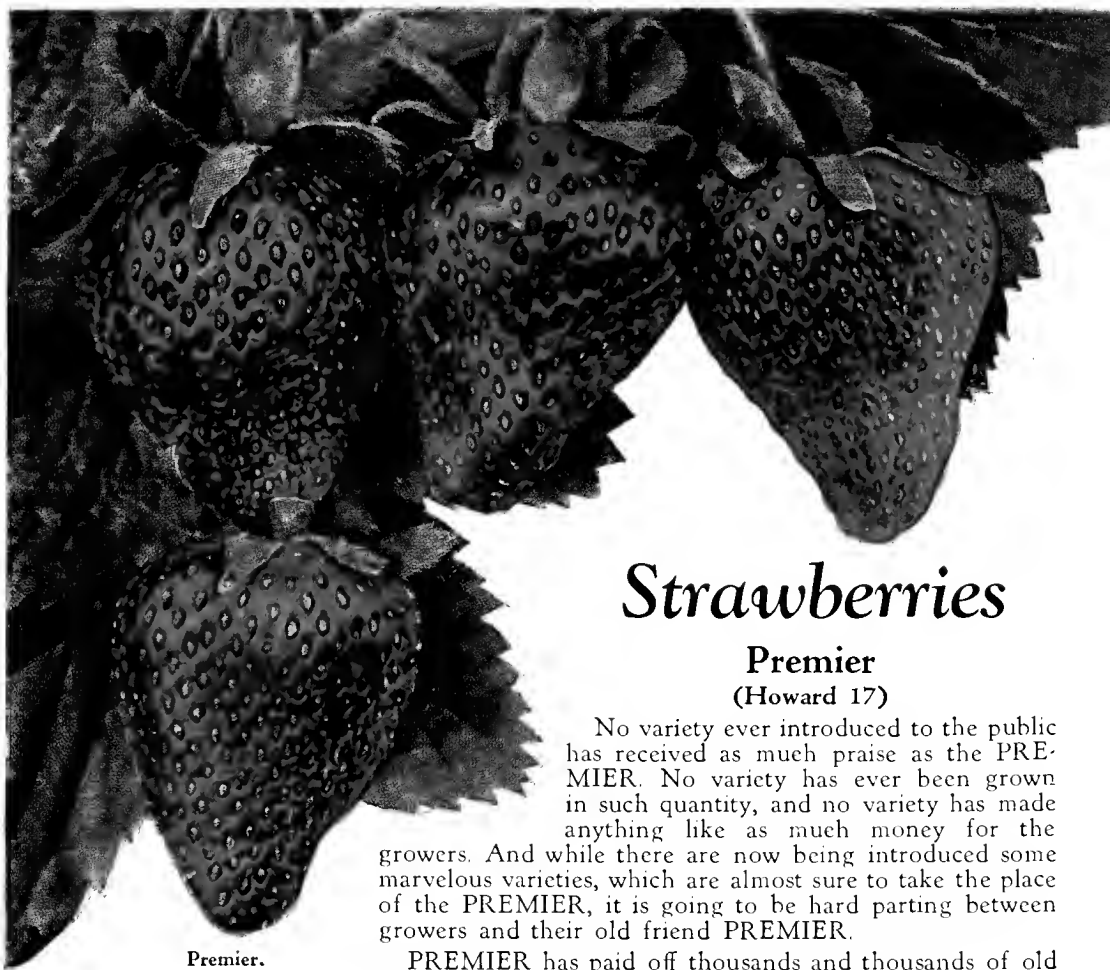 Strawberries
Premier
(Howard 17)
No variety ever introduced to the public
has received as much praise as the PRE-
MIER. No variety has ever been grown
in such quantity, and no variety has made
anything like as much money for the
growers. And while there are now being introduced some
marvelous varieties, which are almost sure to take the place
of the PREMIER, it is going to be hard parting between
growers and their old friend PREMIER.
Premier.
PREMIER has paid off thousands and thousands of old